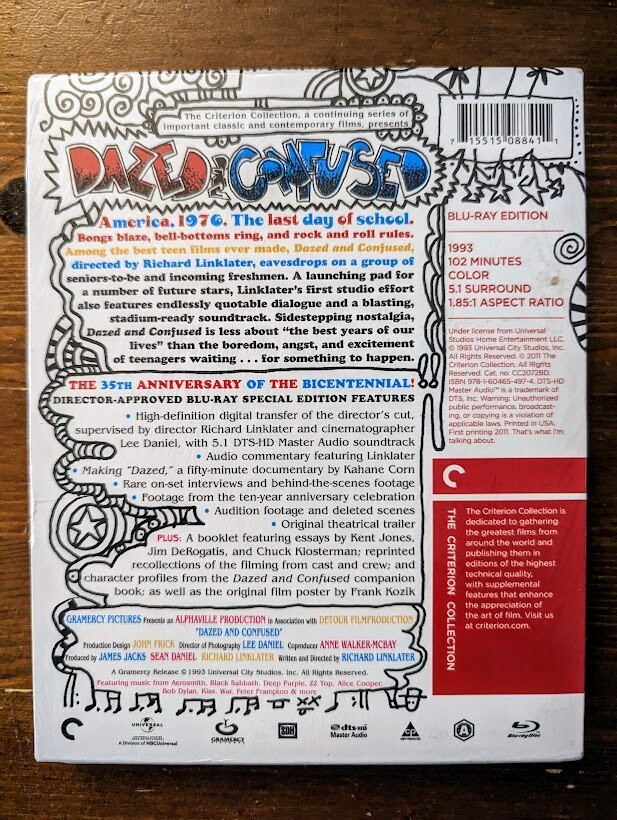 The Criterion Collection, a continuing series of
important classic and contemporary films, presents
DAZED AND CONFUSED
America, 1976. The last day of school.
Bongs blaze, bell-bottoms ring, and rock and roll rules.
Among the best teen films ever made, Dazed and Confused,
directed by Richard Linklater, eavesdrops on a group of
seniors-to-be and incoming freshmen. A launching pad for
a number of future stars, Linklater's first studio effort
also features endlessly quotable dialogue and a blasting,
stadium-ready soundtrack. Sidestepping nostalgia,
Dazed and Confused is less about “the best years of our
lives” than the boredom, angst, and excitement
of teenagers waiting . . . for something to happen.
THE 35TH ANNIVERSARY OF THE BICENTENNIAL!
DIRECTOR-APPROVED BLU-RAY SPECIAL EDITION FEATURES
• High-definition digital transfer of the director's cut,
supervised by director Richard Linklater and cinematographer
Lee Daniel, with 5.1 DTS-HD Master Audio soundtrack
• Audio commentary featuring Linklater
• Making “Dazed,” a fifty-minute documentary by Kahane Corn
• Rare on-set interviews and behind-the-scenes footage
• Footage from the ten-year anniversary celebration
• Audition footage and deleted scenes
• Original theatrical trailer
PLUS: A booklet featuring essays by Kent Jones,
Jim DeRogatis, and Chuck Klosterman; reprinted
recollections of the filming from cast and crew; and
character profiles from the Dazed and Confused companion
book; as well as the original film poster by Frank Kozik
GRAMERCY PICTURES Presents an ALPHAVILLE PRODUCTION in Association with DETOUR FILMPRODUCTION
"DAZED AND CONFUSED"
Production Design JOHN FRICK Director of Photography LEE DANIEL Coproducer ANNE WALKER-MCBAY
Produced by JAMES JACKS SEAN DANIEL RICHARD LINKLATER Written and Directed by RICHARD LINKLATER
A Gramercy Release © 1993 Universal City Studios, Inc. All Rights Reserved.
Featuring music from Aerosmith, Black Sabbath, Deep Purple, ZZ Top, Alice Cooper,
Bob Dylan, Kiss, War, Peter Frampton & more
UNIVERSAL
A Division of NBCUniversal
GRAMERCY
SDH
dts-HD
Master Audio
Blu-ray Disc
7 15515 08841 1
BLU-RAY EDITION
1993
102 MINUTES
COLOR
5.1 SURROUND
1.85:1 ASPECT RATIO
Under license from Universal
Studios Home Entertainment LLC.
© 1993 Universal City Studios, Inc.
All Rights Reserved. © 2011 The
Criterion Collection. All Rights
Reserved. Cat. no. CC2072BD.
ISBN 978-1-60465-497-4. DTS-HD
Master Audio™ is a trademark of
DTS, Inc. Warning: Unauthorized
public performance, broadcast-
ing, or copying is a violation of
applicable laws. Printed in USA.
First printing 2011. That's what I'm
talking about.
THE CRITERION COLLECTION
The Criterion Collection is
dedicated to gathering
the greatest films from
around the world and
publishing them in
editions of the highest
technical quality,
with supplemental
features that enhance
the appreciation of
the art of film. Visit us
at criterion.com.